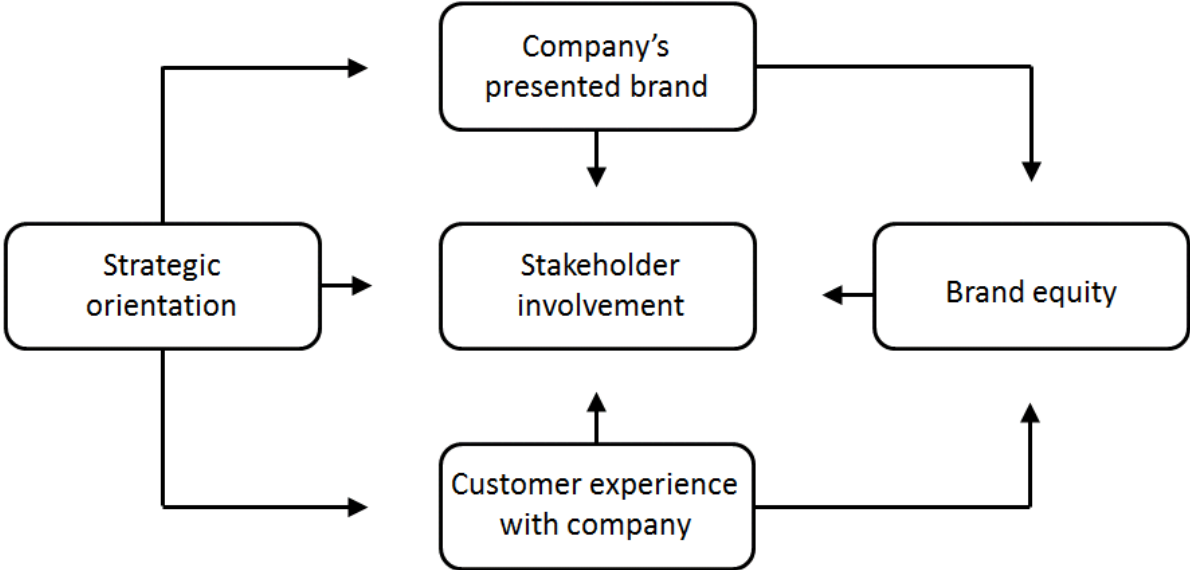 Company’s
presented brand
Strategic
orientation
Stakeholder
involvement
Brand equity
Customer experience
with company